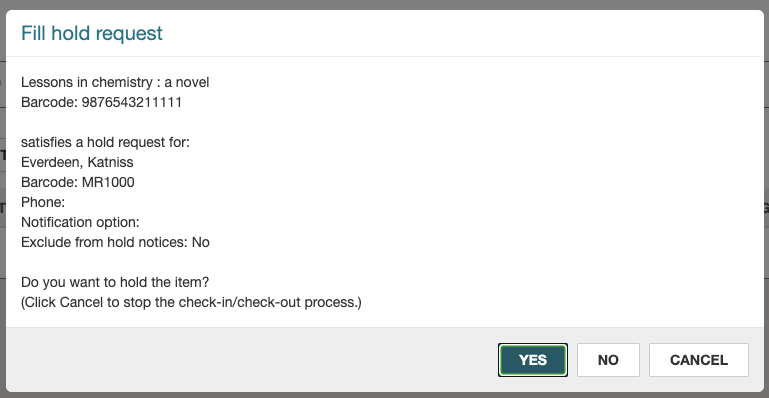 Fill hold request
Lessons in chemistry : a novel
Barcode: 9876543211111
satisfies a hold request for:
Everdeen, Katniss
Barcode: MR1000
Phone:
Notification option:
Exclude from hold notices: No
Do you want to hold the item?
(Click Cancel to stop the check-in/check-out process.)
YES NO CANCEL